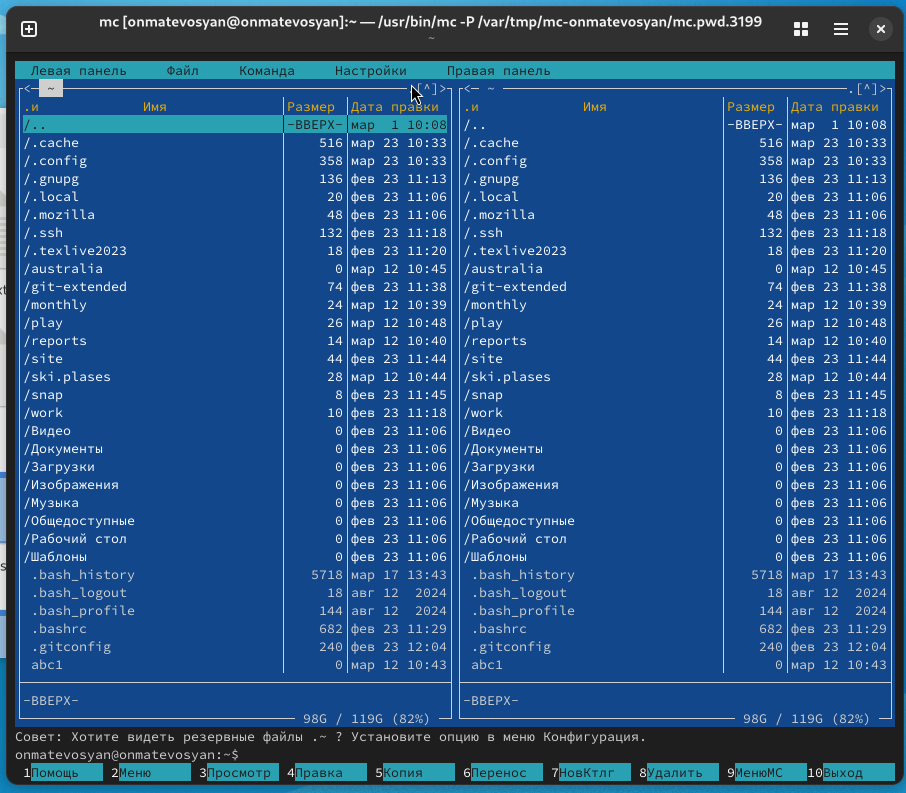 mc [onmatevosyan@onmatevosyan]:~ — /usr/bin/mc -P /var/tmp/mc-onmatevosyan/mc.pwd.3199
~
Левая панель Файл Команда Настройки Правая панель
<— ~ .[^]> <— ~ .[^]>
.и Имя Размер Дата правки .и Имя Размер Дата правки
/.. -ВВЕРХ- мар 1 10:08 /.. -ВВЕРХ- мар 1 10:08
/.cache 516 мар 23 10:33 /.cache 516 мар 23 10:33
/.config 358 мар 23 10:33 /.config 358 мар 23 10:33
/.gnupg 136 фев 23 11:13 /.gnupg 136 фев 23 11:13
/.local 20 фев 23 11:06 /.local 20 фев 23 11:06
/.mozilla 48 фев 23 11:06 /.mozilla 48 фев 23 11:06
/.ssh 132 фев 23 11:18 /.ssh 132 фев 23 11:18
/.texlive2023 18 фев 23 11:20 /.texlive2023 18 фев 23 11:20
/australia 0 мар 12 10:45 /australia 0 мар 12 10:45
/git-extended 74 фев 23 11:38 /git-extended 74 фев 23 11:38
/monthly 24 мар 12 10:39 /monthly 24 мар 12 10:39
/play 26 мар 12 10:48 /play 26 мар 12 10:48
/reports 14 мар 12 10:40 /reports 14 мар 12 10:40
/site 44 фев 23 11:44 /site 44 фев 23 11:44
/ski.plases 28 мар 12 10:44 /ski.plases 28 мар 12 10:44
/snap 8 фев 23 11:45 /snap 8 фев 23 11:45
/work 10 фев 23 11:18 /work 10 фев 23 11:18
/Видео 0 фев 23 11:06 /Видео 0 фев 23 11:06
/Документы 0 фев 23 11:06 /Документы 0 фев 23 11:06
/Загрузки 0 фев 23 11:06 /Загрузки 0 фев 23 11:06
/Изображения 0 фев 23 11:06 /Изображения 0 фев 23 11:06
/Музыка 0 фев 23 11:06 /Музыка 0 фев 23 11:06
/Общедоступные 0 фев 23 11:06 /Общедоступные 0 фев 23 11:06
/Рабочий стол 0 фев 23 11:06 /Рабочий стол 0 фев 23 11:06
/Шаблоны 0 фев 23 11:06 /Шаблоны 0 фев 23 11:06
.bash_history 5718 мар 17 13:43 .bash_history 5718 мар 17 13:43
.bash_logout 18 авг 12 2024 .bash_logout 18 авг 12 2024
.bash_profile 144 авг 12 2024 .bash_profile 144 авг 12 2024
.bashrc 682 фев 23 11:29 .bashrc 682 фев 23 11:29
.gitconfig 240 фев 23 12:04 .gitconfig 240 фев 23 12:04
abc1 0 мар 12 10:43 abc1 0 мар 12 10:43
-ВВЕРХ- -ВВЕРХ-
98G / 119G (82%) 98G / 119G (82%)
Совет: Хотите видеть резервные файлы .~ ? Установите опцию в меню Конфигурация.
onmatevosyan@onmatevosyan:~$
1Помощь 2Меню 3Просмотр 4Правка 5Копия 6Перенос 7НовКтлг 8Удалить 9МенюMC 10Выход